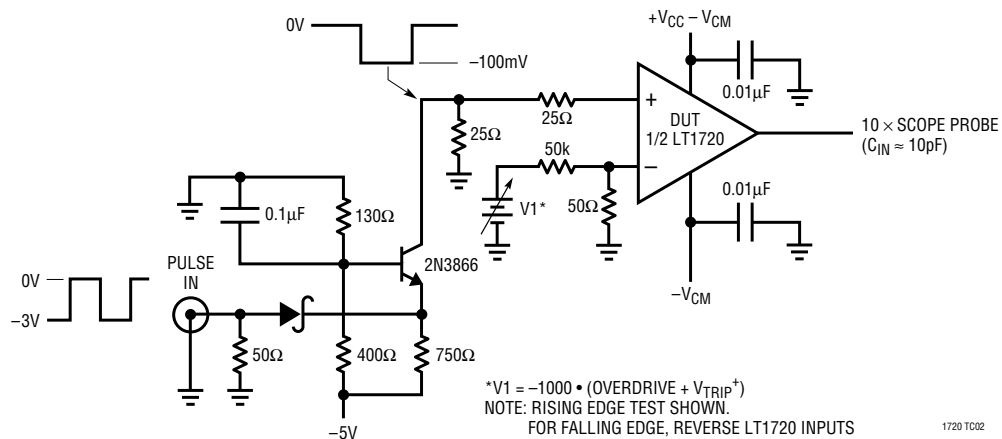 0V
–100mV
+VCC – VCM
0.01µF
25Ω
25Ω
+
DUT
1/2 LT1720
–
10 × SCOPE PROBE
(CIN ≈ 10pF)
50k
V1*
50Ω
0.01µF
–VCM
0.1µF
130Ω
2N3866
PULSE
IN
0V
–3V
50Ω
400Ω
750Ω
–5V
*V1 = –1000 • (OVERDRIVE + VTRIP+)
NOTE: RISING EDGE TEST SHOWN.
FOR FALLING EDGE, REVERSE LT1720 INPUTS
1720 TC02